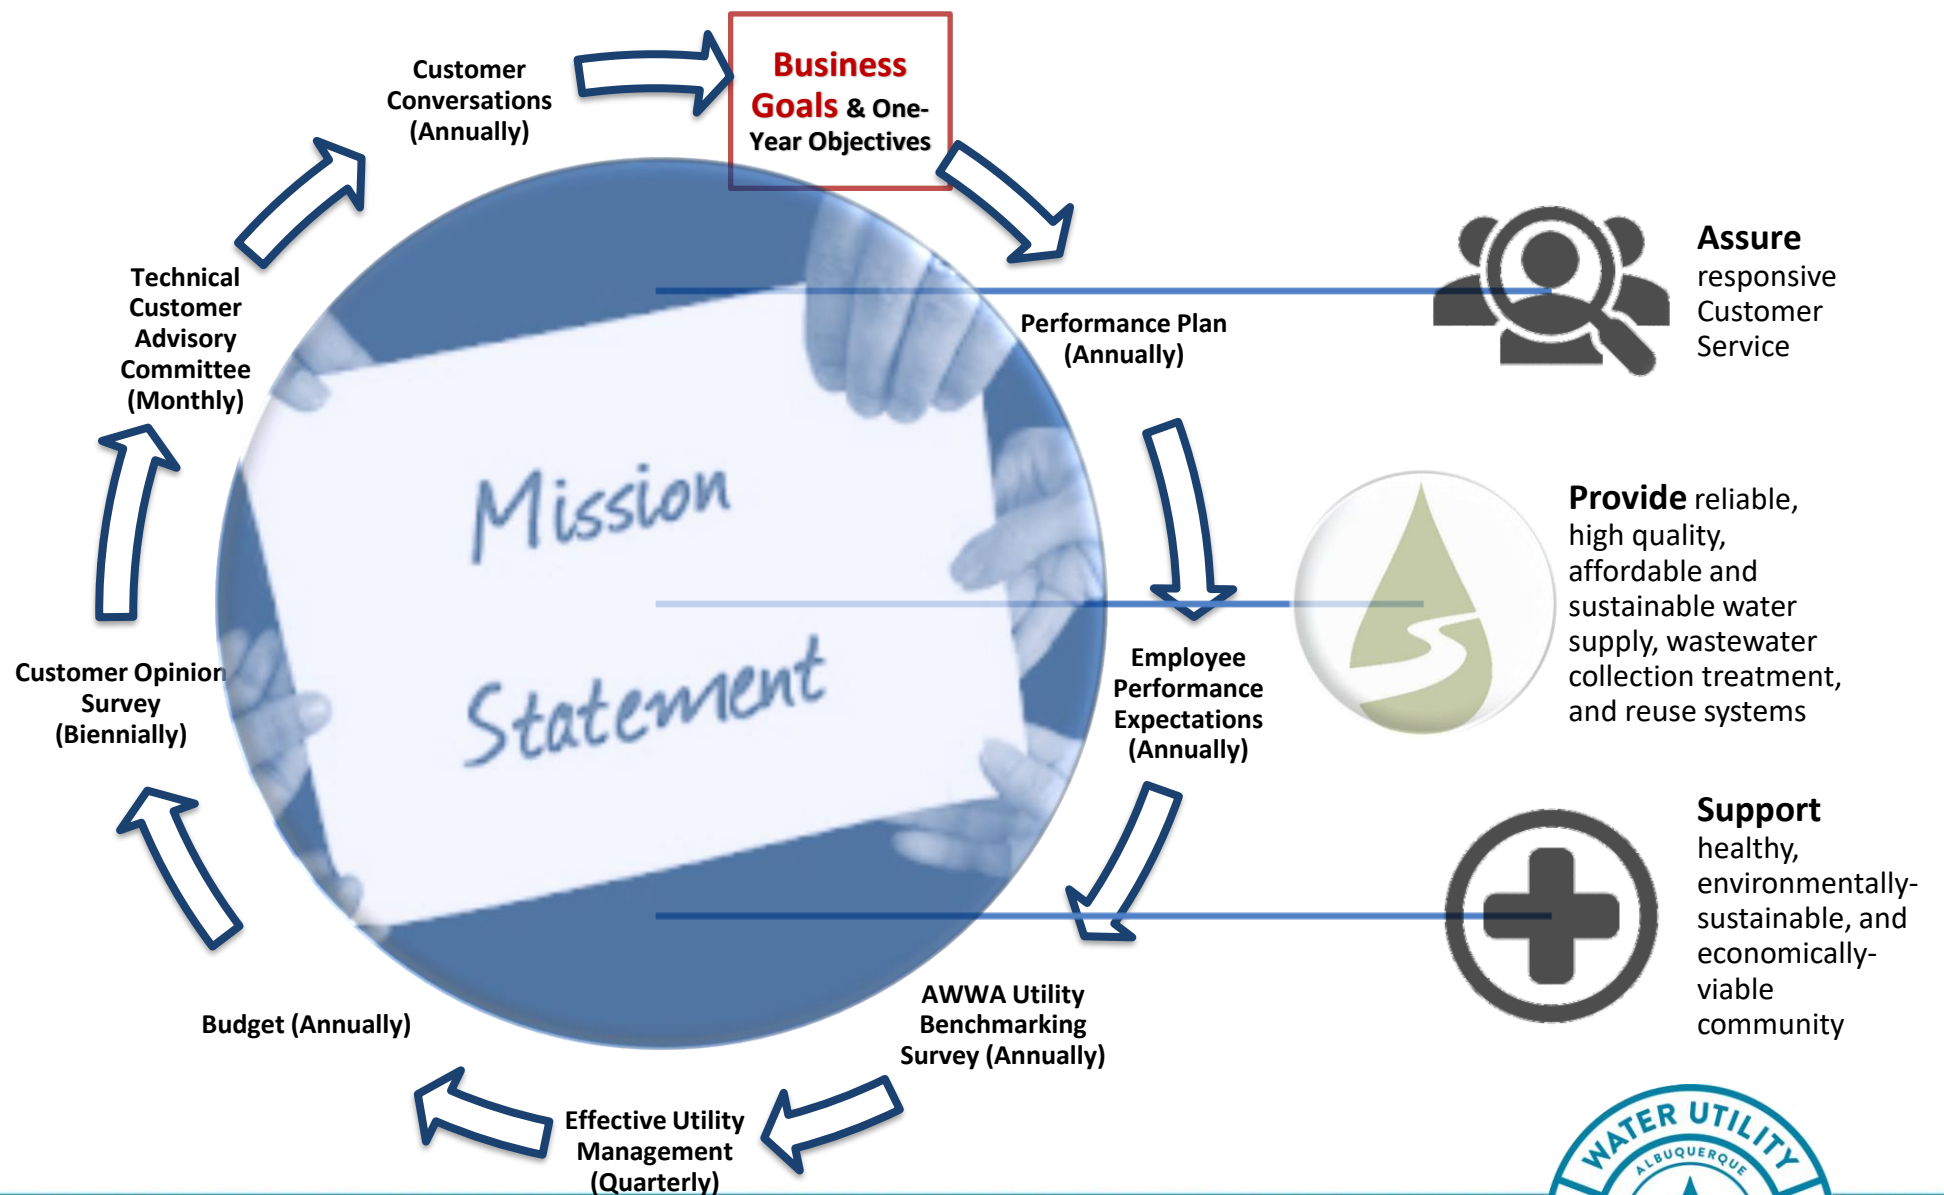 Customer
Conversations
(Annually)
Business
Goals & One-
Year Objectives
Performance Plan
(Annually)
Employee
Performance
Expectations
(Annually)
AWWA Utility
Benchmarking
Survey (Annually)
Effective Utility
Management
(Quarterly)
Budget (Annually)
Customer Opinion
Survey
(Biennially)
Technical
Customer
Advisory
Committee
(Monthly)
Mission
Statement
Assure
responsive
Customer
Service
Provide reliable,
high quality,
affordable and
sustainable water
supply, wastewater
collection treatment,
and reuse systems
Support
healthy,
environmentally-
sustainable, and
economically-
viable
community
WATER UTILITY
ALBUQUERQUE